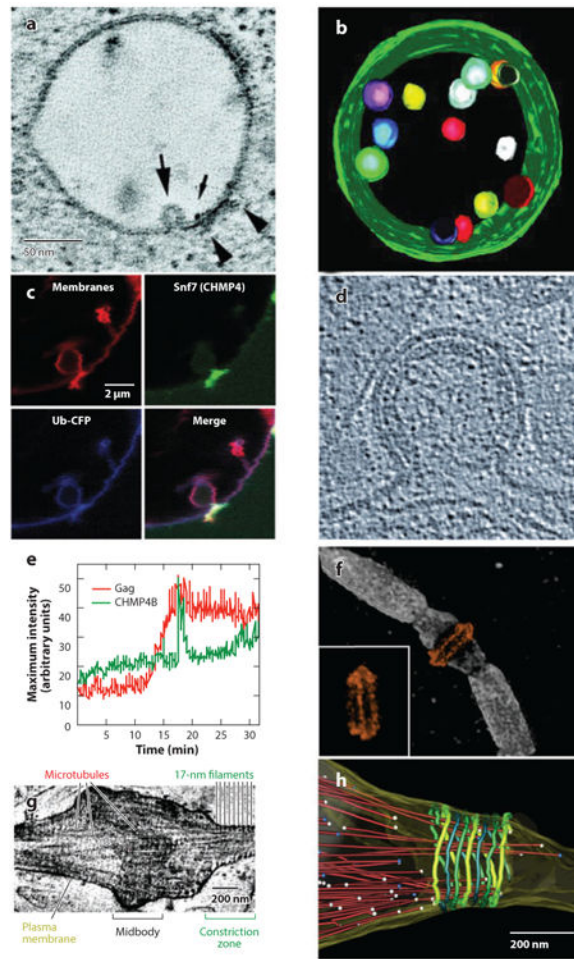 a
50 nm
b
c
Membranes
Snf7 (CHMP4)
2 µm
Ub-CFP
Merge
d
e
Maximum intensity
(arbitrary units)
50
40
30
20
10
0
Gag
CHMP4B
5
10
15
20
25
30
Time (min)
f
Microtubules
17-nm filaments
g
200 nm
Plasma
membrane
Midbody
Constriction
zone
h
200 nm